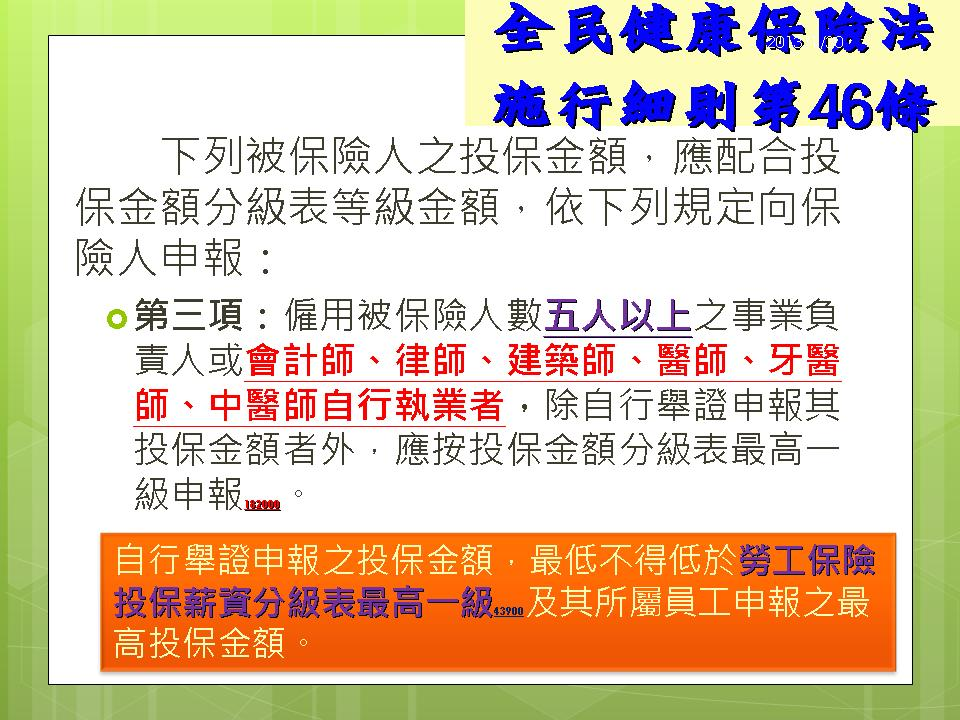 全民健康保險法
施行細則第46條
下列被保險人之投保金額，應配合投
保金額分級表等級金額，依下列規定向保
險人申報：
第三項：僱用被保險人數五人以上之事業負
責人或會計師、律師、建築師、醫師、牙醫
師、中醫師自行執業者，除自行舉證申報其
投保金額者外，應按投保金額分級表最高一
級申報182000。
自行舉證申報之投保金額，最低不得低於勞工保險
投保薪資分級表最高一級43900及其所屬員工申報之最
高投保金額。